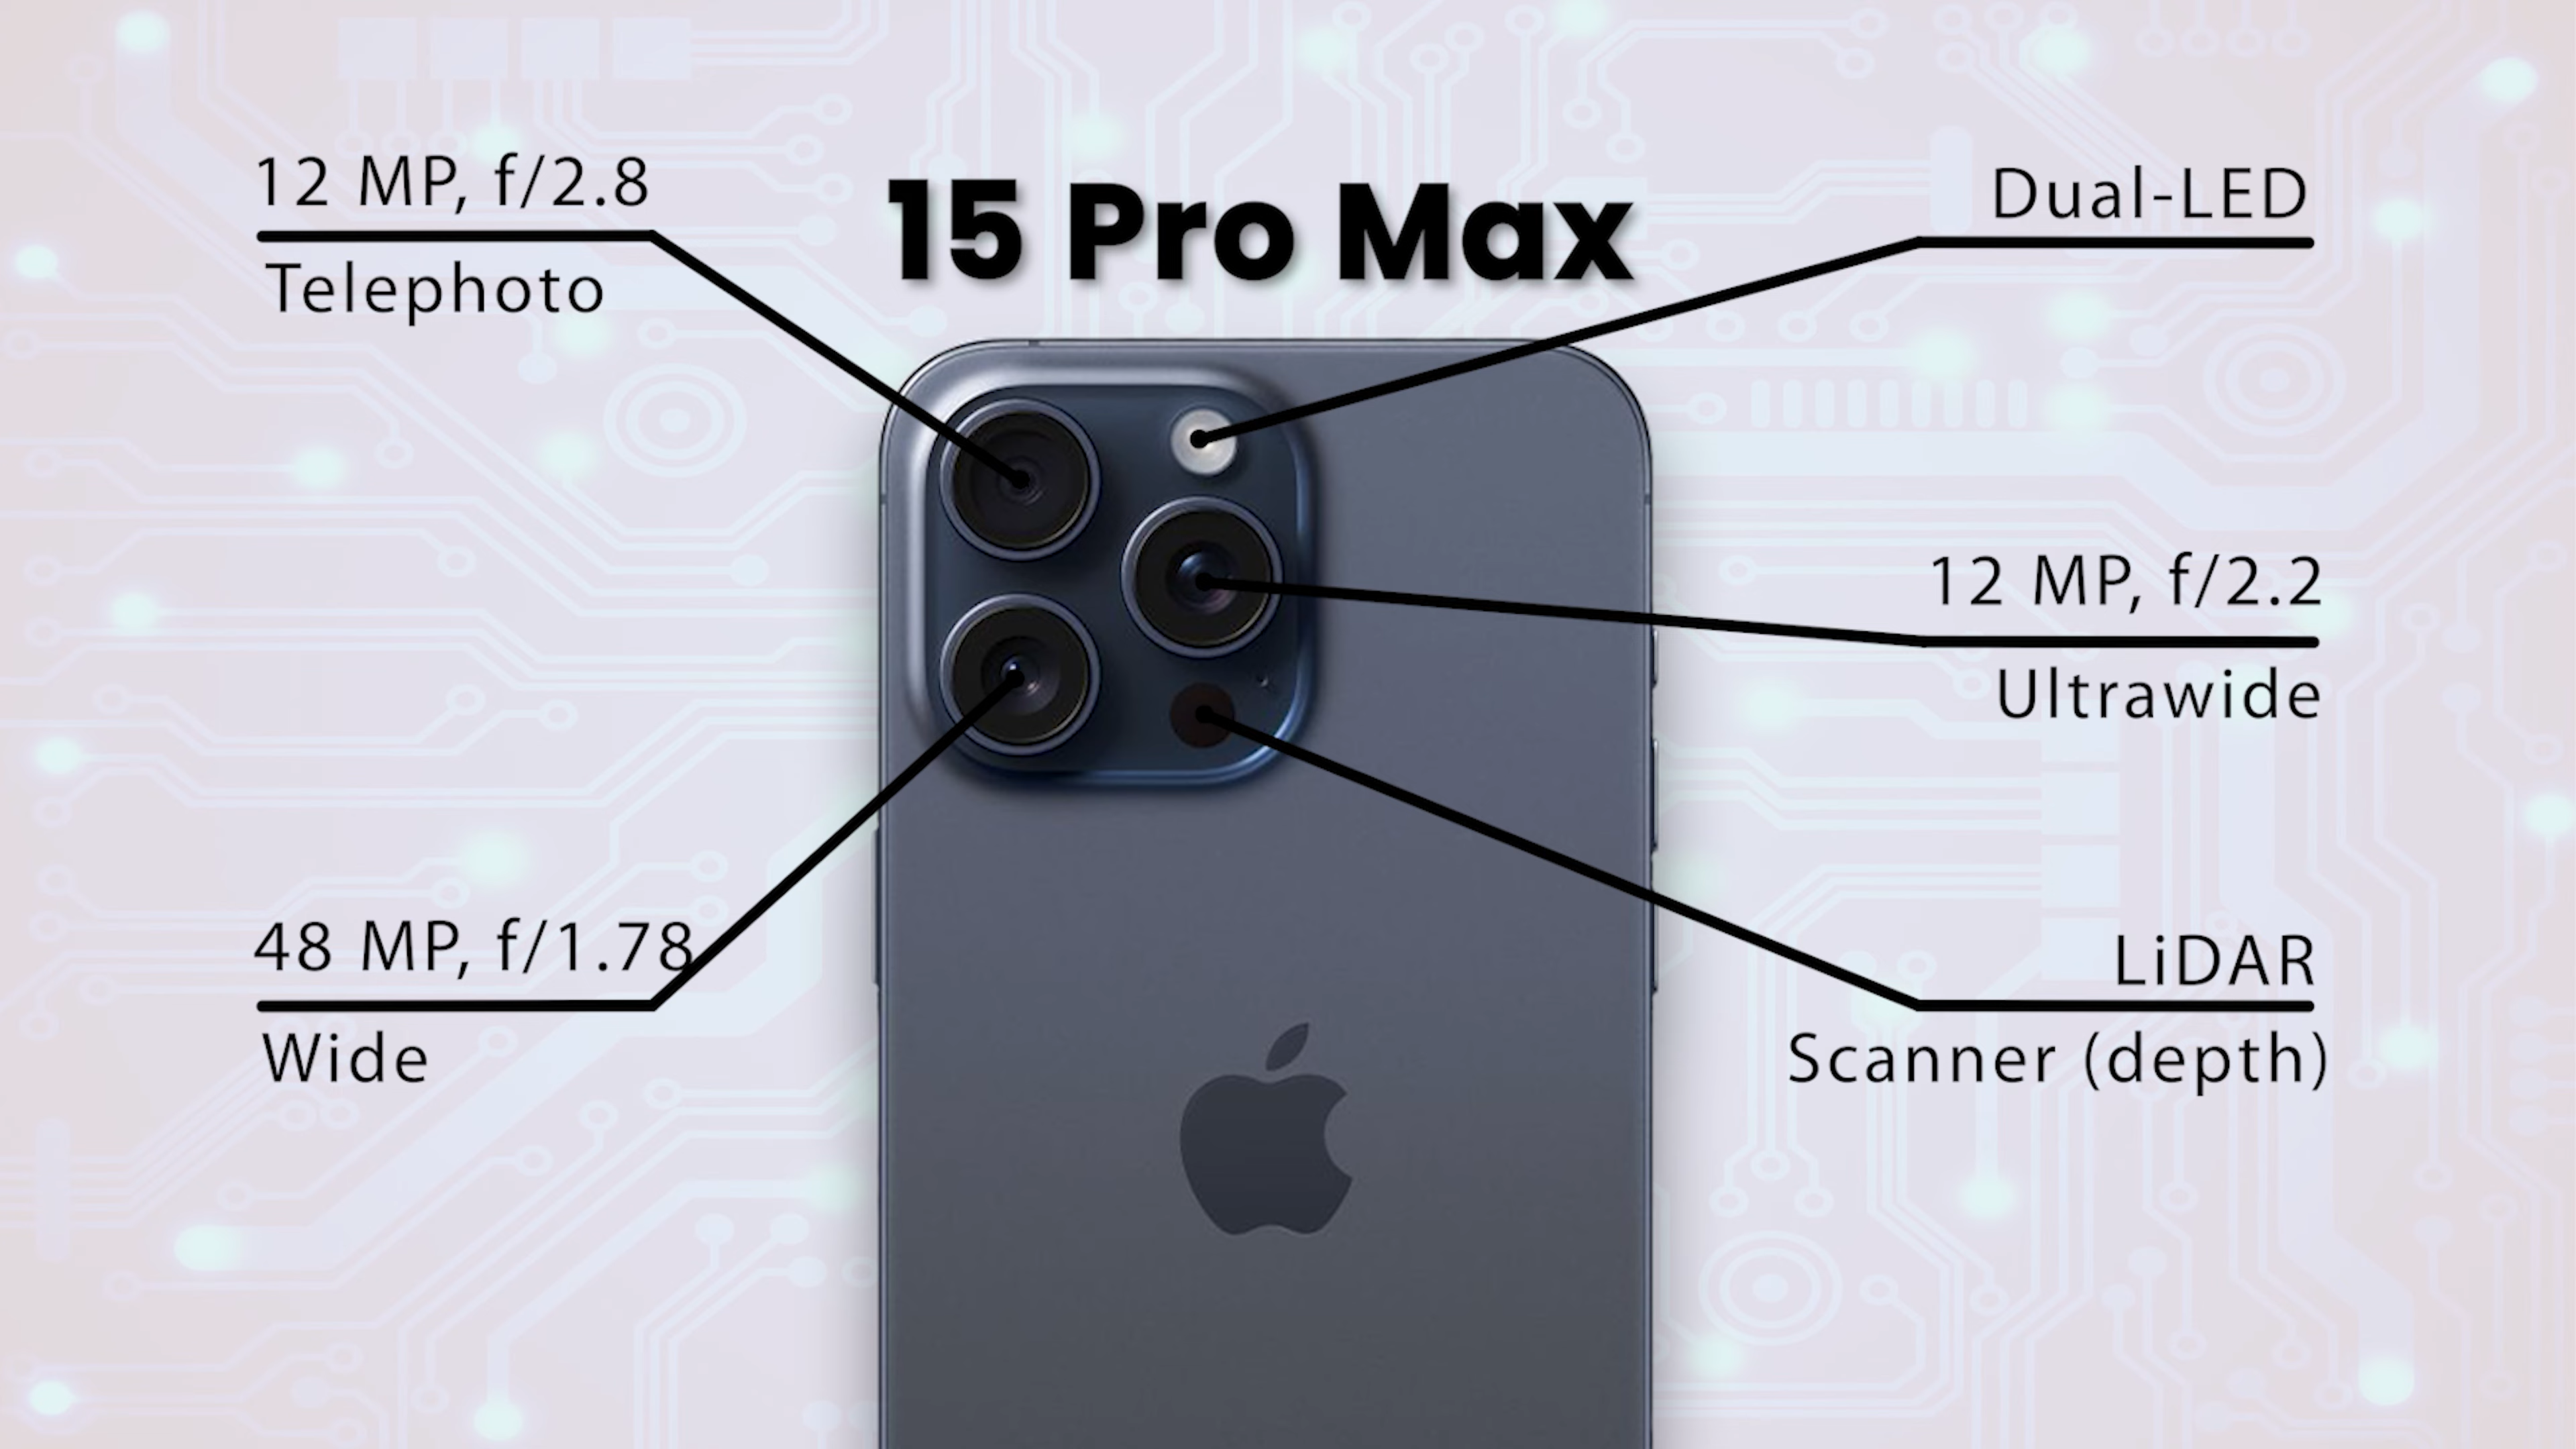 15 Pro Max
12 MP, f/2.8
Telephoto
Dual-LED
12 MP, f/2.2
Ultrawide
48 MP, f/1.78
Wide
LiDAR
Scanner (depth)